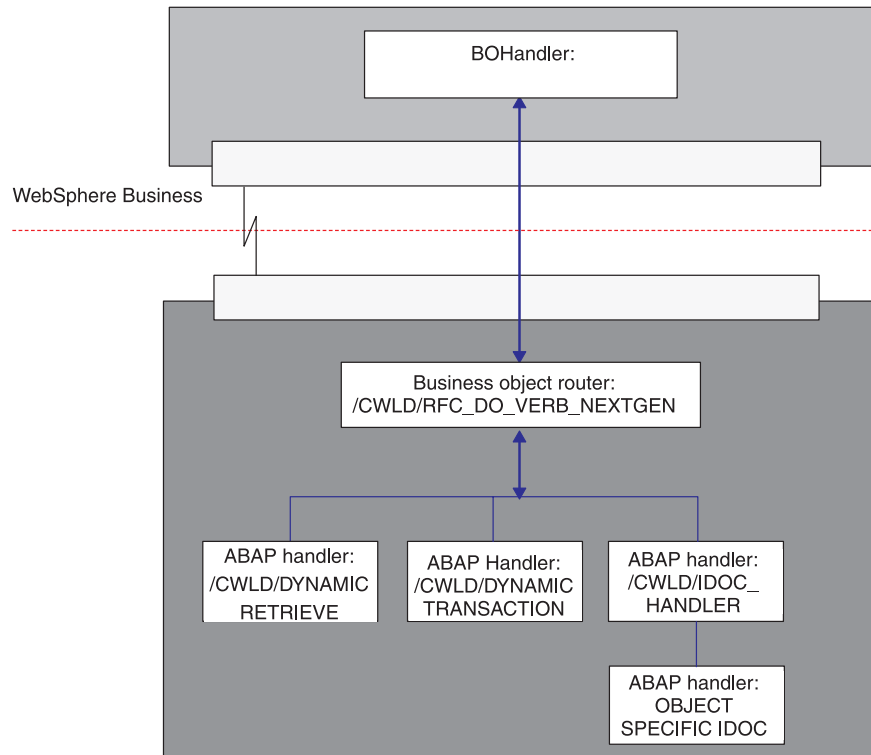 BOHandler:
WebSphere Business
Business object router:
/CWLD/RFC_DO_VERB_NEXTGEN
ABAP handler:
/CWLD/DYNAMIC
RETRIEVE
ABAP Handler:
/CWLD/DYNAMIC
TRANSACTION
ABAP handler:
/CWLD/IDOC_
HANDLER
ABAP handler:
OBJECT
SPECIFIC IDOC